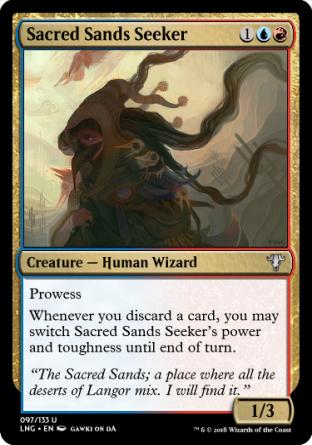 Sacred Sands Seeker 1
Creature — Human Wizard
Prowess
Whenever you discard a card, you may
switch Sacred Sands Seeker's power
and toughness until end of turn.
"The Sacred Sands; a place where all the
deserts of Langor mix. I will find it."
1/3
097/133 U
LNG • EN GAWKI ON DA
™ & © 2018 Wizards of the Coast